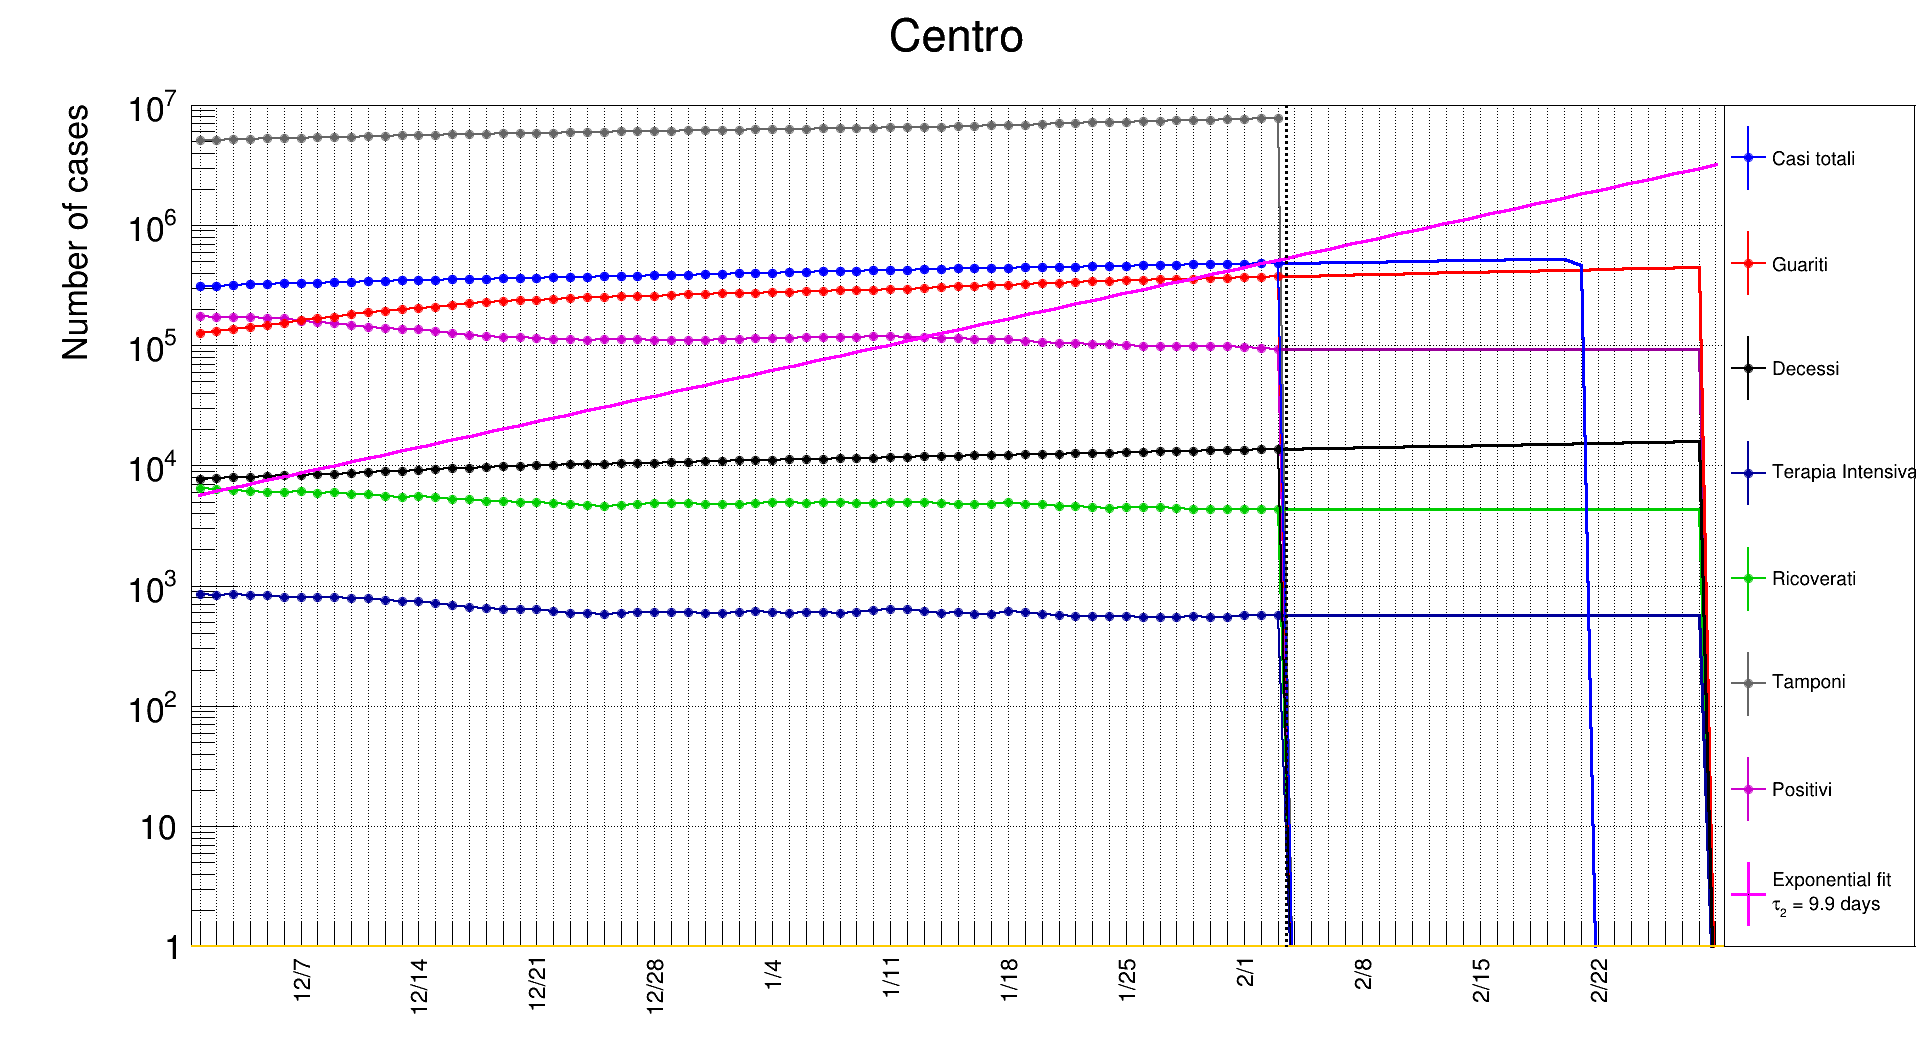 Centro
Number of cases
10^7
10^6
10^5
10^4
10^3
10^2
10
1
12/7
12/14
12/21
12/28
1/4
1/11
1/18
1/25
2/1
2/8
2/15
2/22
Casi totali
Guariti
Decessi
Terapia Intensiva
Ricoverati
Tamponi
Positivi
Exponential fit
τ_2 = 9.9 days